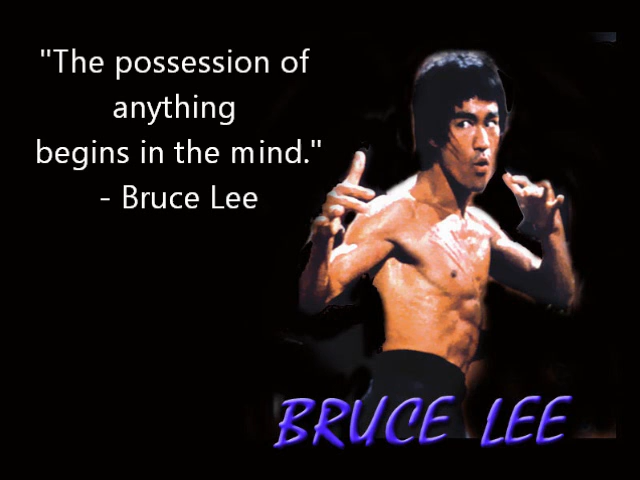 "The possession of
anything
begins in the mind."
- Bruce Lee
BRUCE LEE